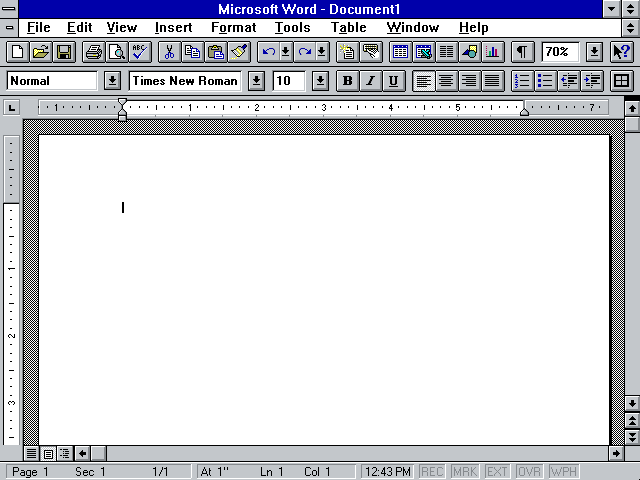 Microsoft Word - Document1
File Edit View Insert Format Tools Table Window Help
ABC 70% ?
Normal Times New Roman 10 B I U
1 1 2 3 4 5 7
1
2
3
Page 1 Sec 1 1/1 At 1" Ln 1 Col 1 12:43 PM REC MRK EXT OVR WPH